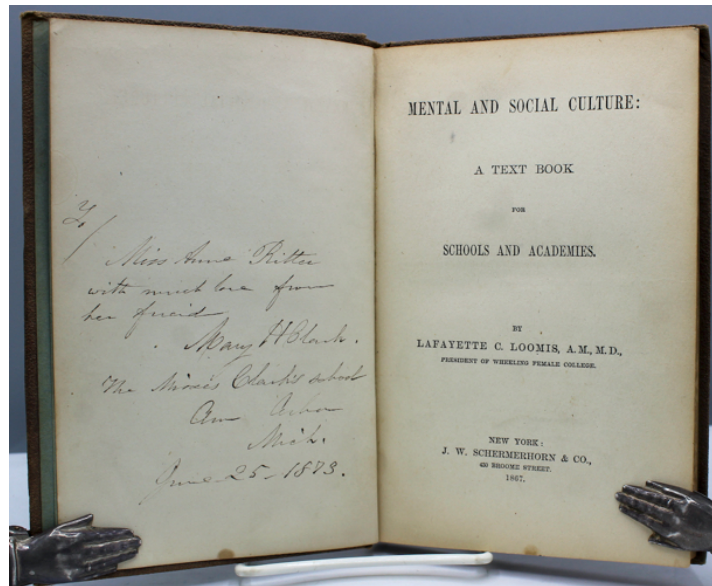 To
Miss Anna Ritter
with much love from
her friend
Mary H Clark.
The Misses Clark's school
Ann Arbor
Mich.
June 25 - 1873.
MENTAL AND SOCIAL CULTURE:
A TEXT BOOK
FOR
SCHOOLS AND ACADEMIES.
BY
LAFAYETTE C. LOOMIS, A.M., M.D.,
PRESIDENT OF WHEELING FEMALE COLLEGE.
NEW YORK:
J. W. SCHERMERHORN & CO.,
430 BROOME STREET.
1867.